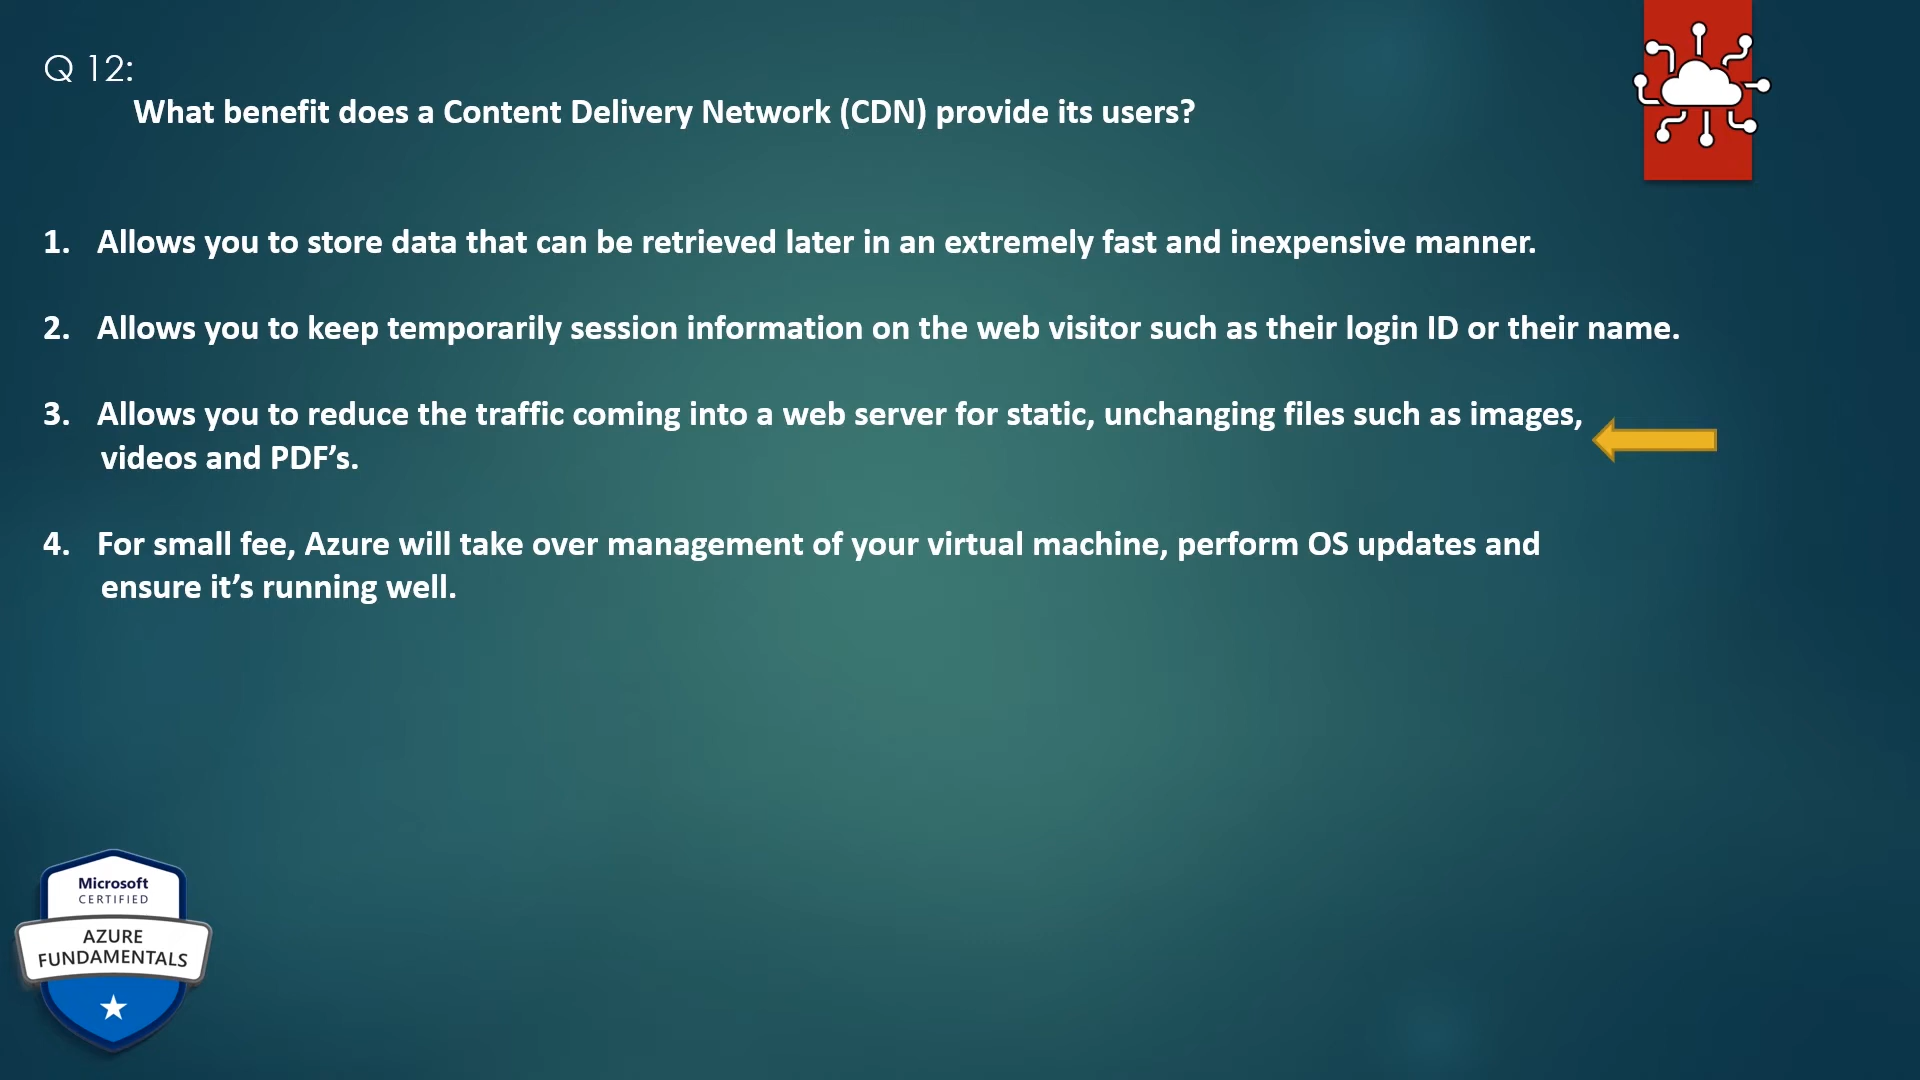 Q 12:
What benefit does a Content Delivery Network (CDN) provide its users?
1. Allows you to store data that can be retrieved later in an extremely fast and inexpensive manner.
2. Allows you to keep temporarily session information on the web visitor such as their login ID or their name.
3. Allows you to reduce the traffic coming into a web server for static, unchanging files such as images,
videos and PDF’s.
4. For small fee, Azure will take over management of your virtual machine, perform OS updates and
ensure it’s running well.
Microsoft
CERTIFIED
AZURE
FUNDAMENTALS